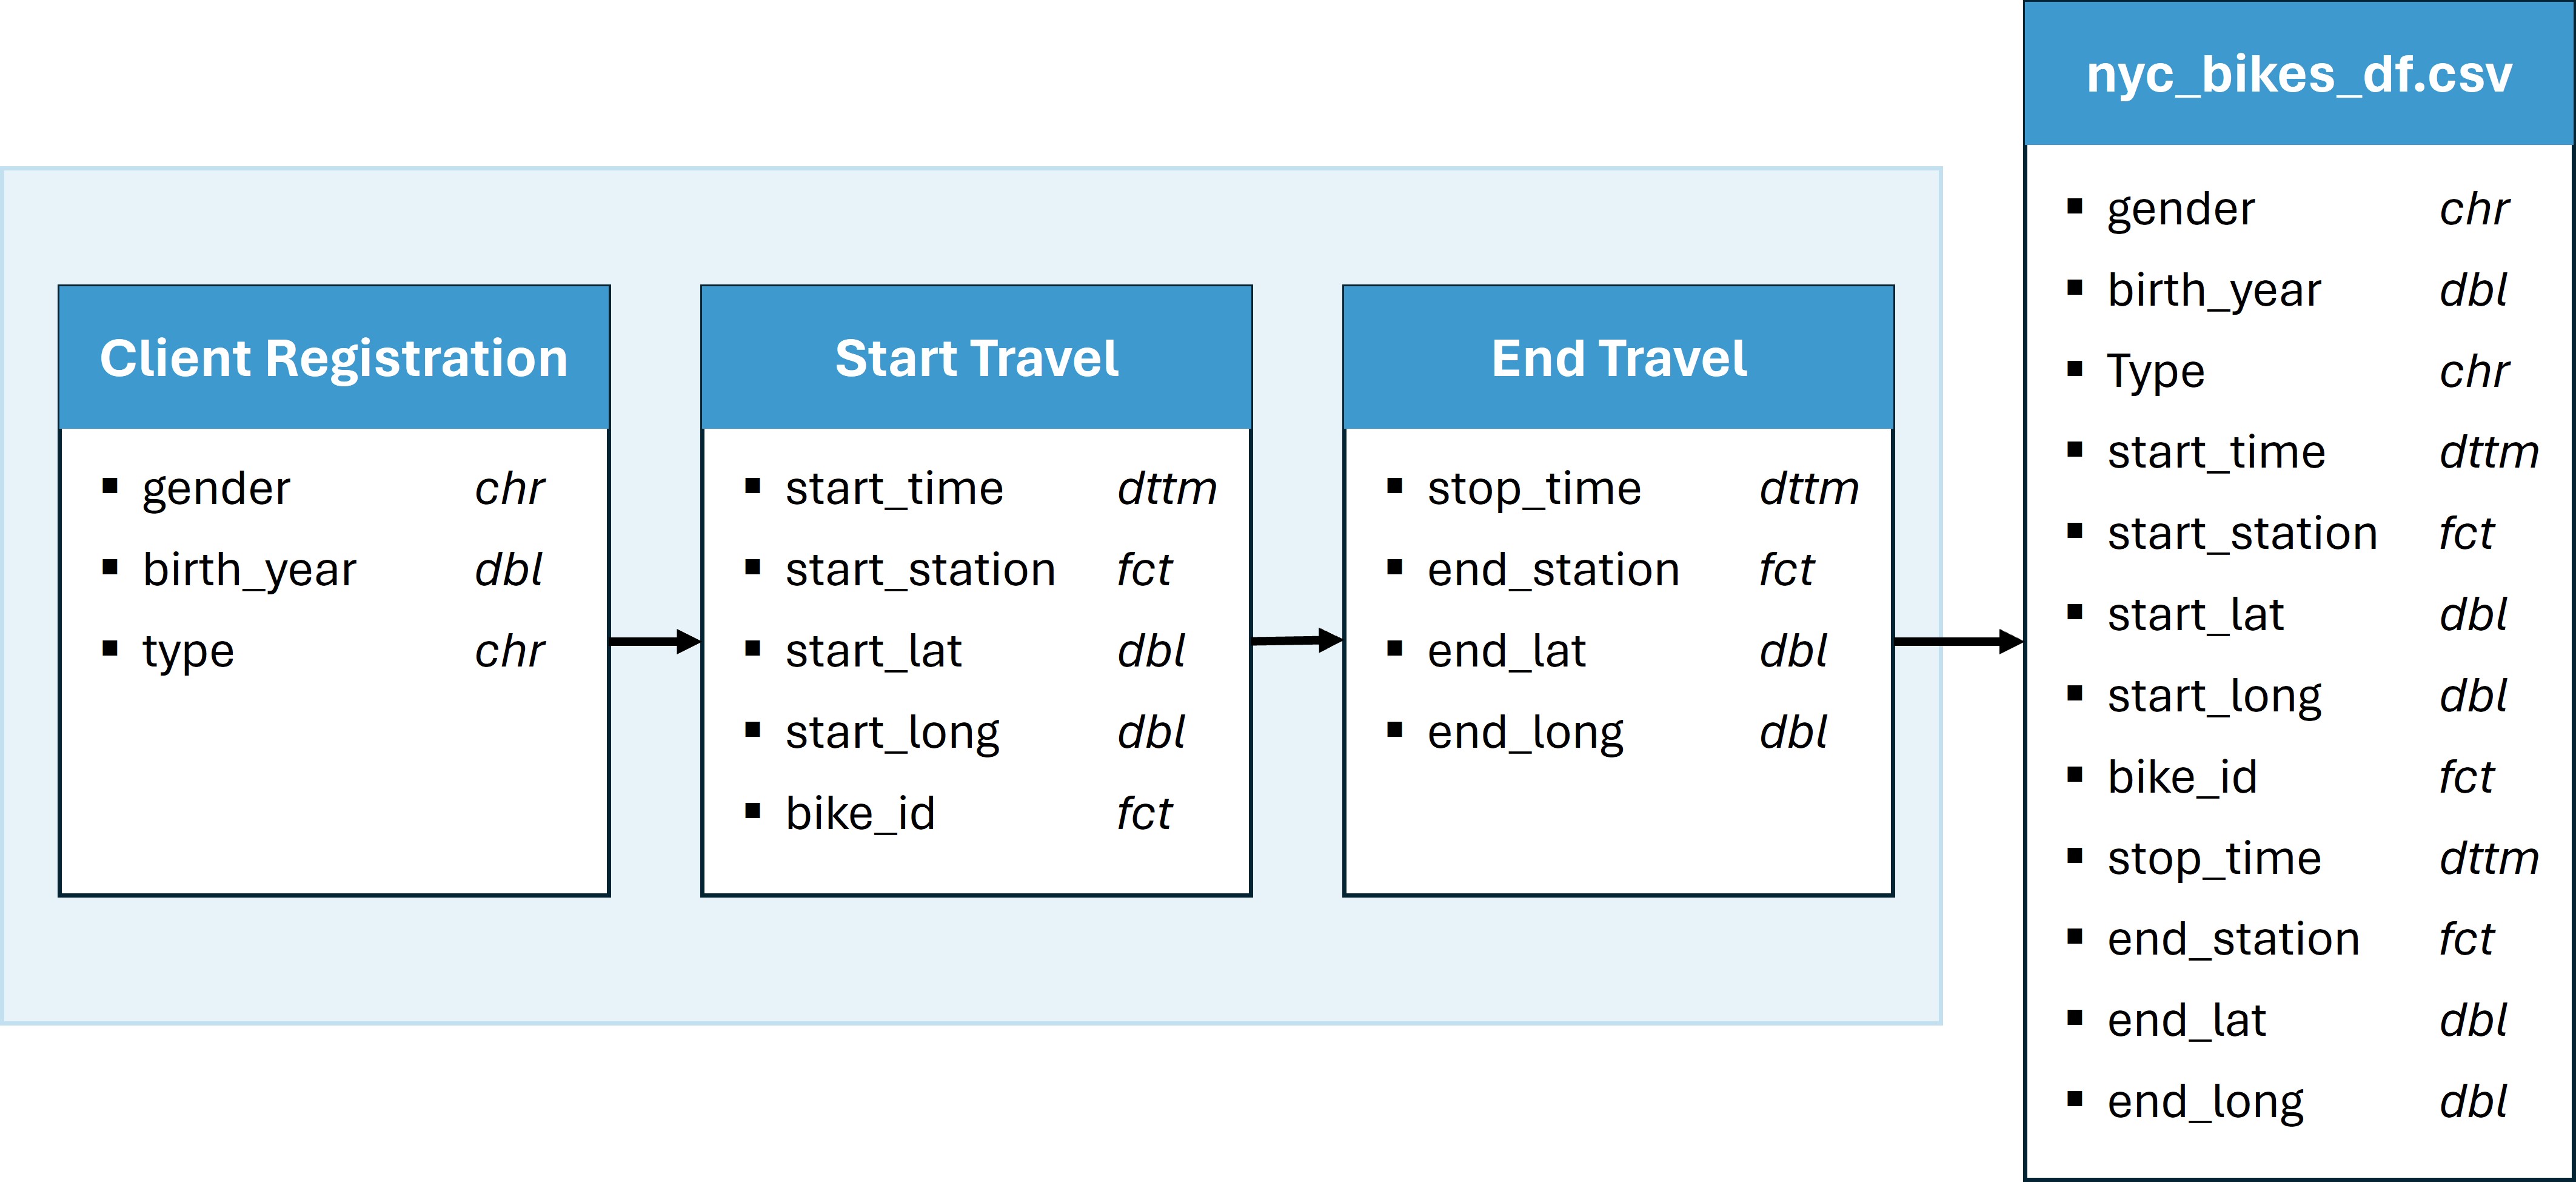 Client Registration
▪ gender chr
▪ birth_year dbl
▪ type chr
Start Travel
▪ start_time dttm
▪ start_station fct
▪ start_lat dbl
▪ start_long dbl
▪ bike_id fct
End Travel
▪ stop_time dttm
▪ end_station fct
▪ end_lat dbl
▪ end_long dbl
nyc_bikes_df.csv
▪ gender chr
▪ birth_year dbl
▪ Type chr
▪ start_time dttm
▪ start_station fct
▪ start_lat dbl
▪ start_long dbl
▪ bike_id fct
▪ stop_time dttm
▪ end_station fct
▪ end_lat dbl
▪ end_long dbl